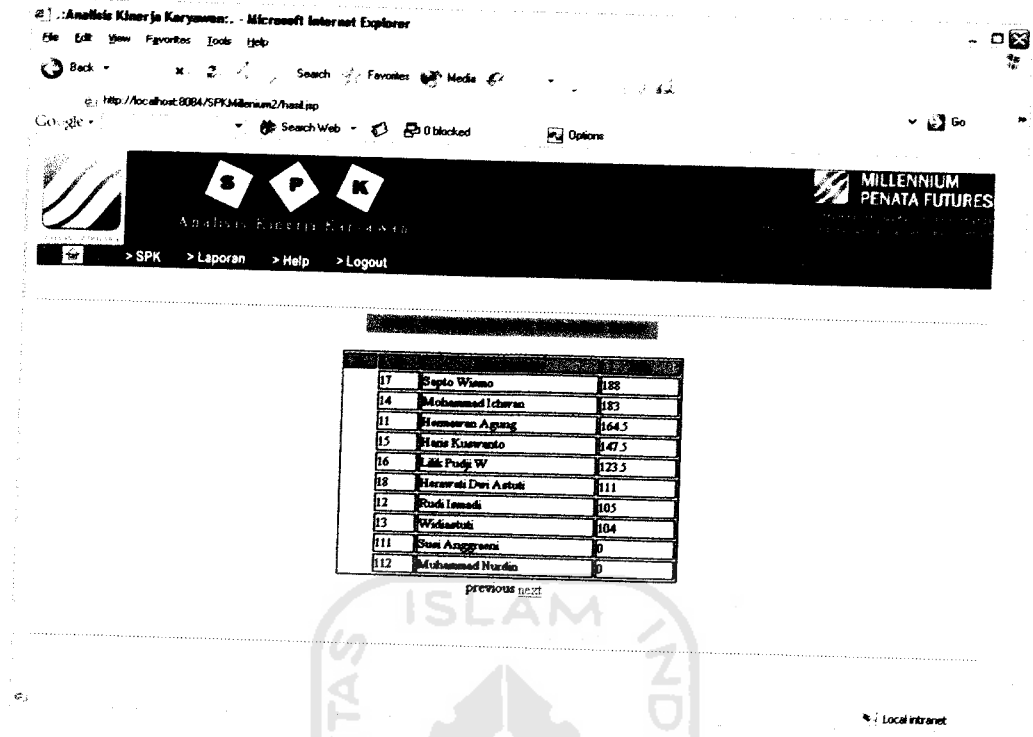 .:Analisis Kinerja Karyawan:. - Microsoft Internet Explorer
File Edit View Favorites Tools Help
Back Search Favorites Media
http://localhost:8084/SPKMillenium2/hasil.jsp
Google Search Web 0 blocked Options Go
S P K
Analisis Kinerja Karyawan
MILLENNIUM
PENATA FUTURES
> SPK > Laporan > Help > Logout
17 Septo Wismo 188
14 Mohammad Ichwan 183
11 Hermawan Agung 164.5
15 Haris Kuswanto 147.5
16 Lilik Pudji W 123.5
18 Herawati Dwi Astuti 111
12 Rudi Ismadi 105
13 Widiastuti 104
111 Susi Anggraeni 0
112 Muhammad Nurdin 0
previous next
ISLAM
Local intranet